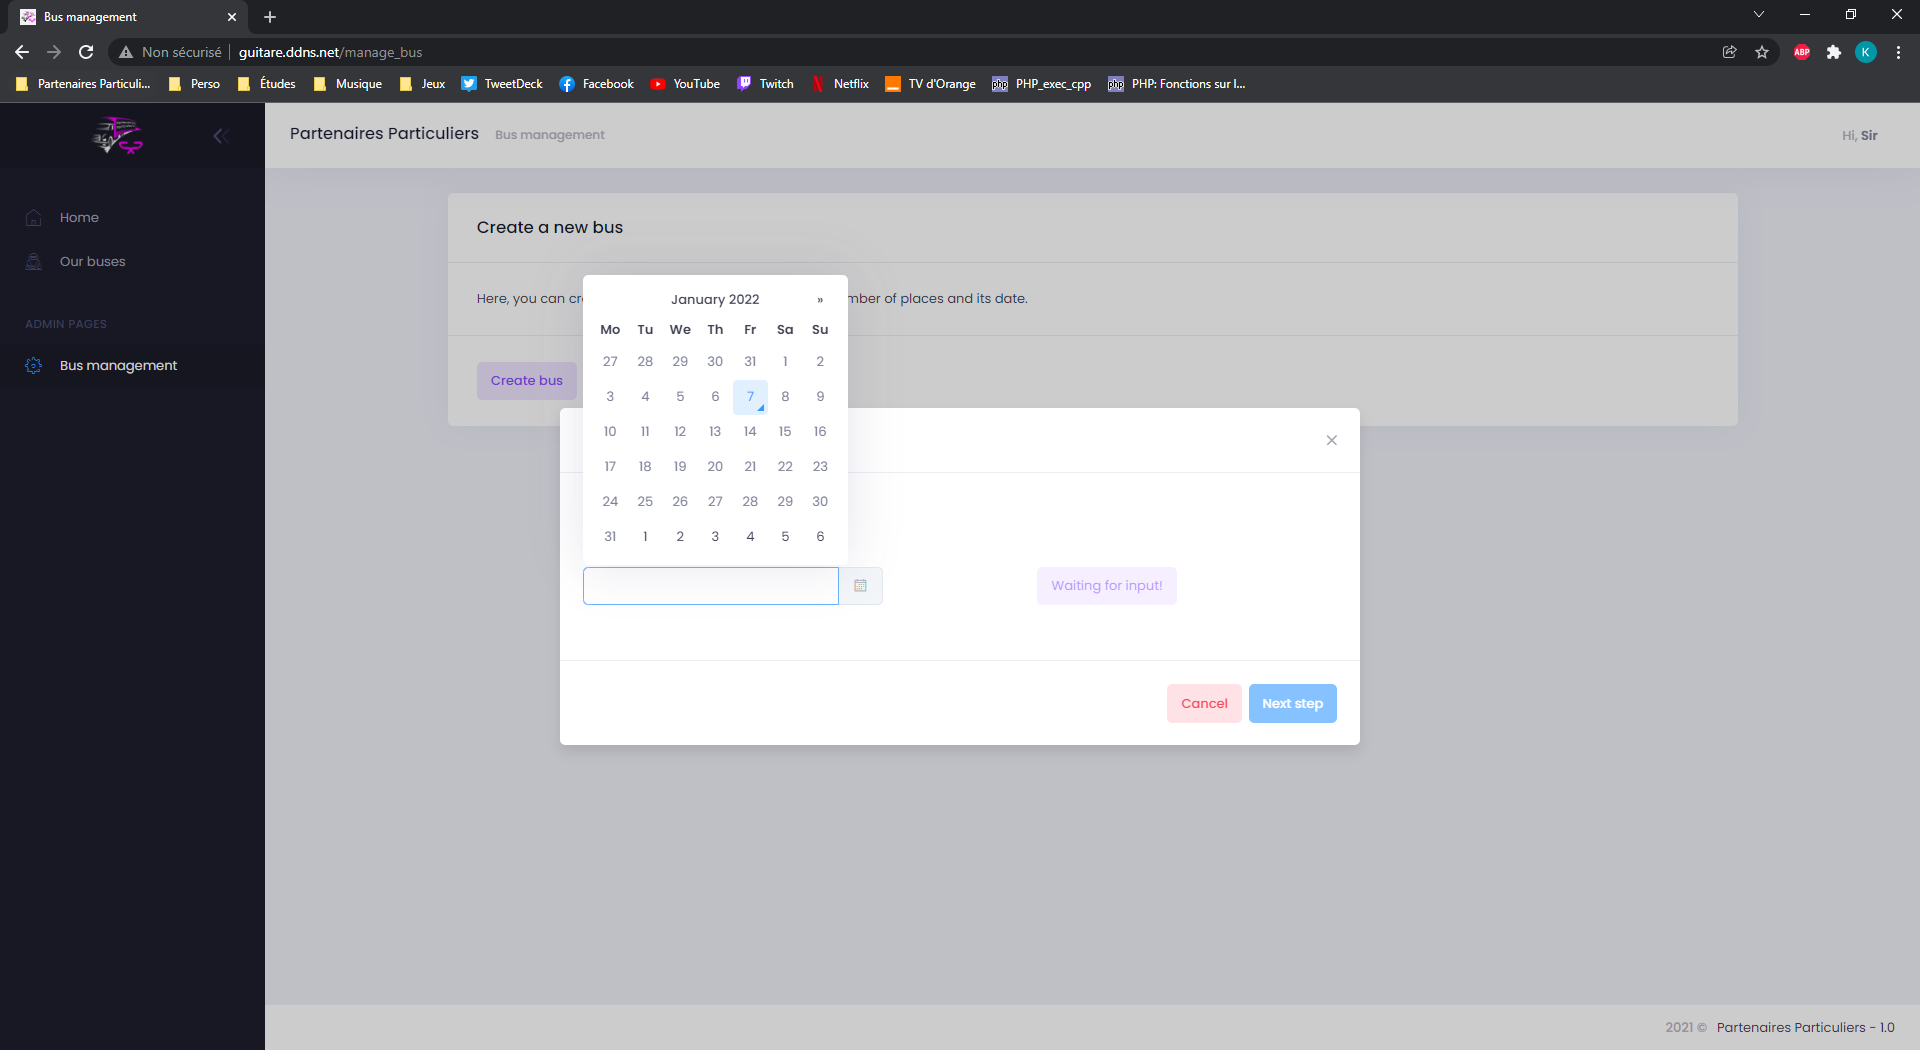 Bus management
Non sécurisé guitare.ddns.net/manage_bus
Partenaires Particuli... Perso Études Musique Jeux TweetDeck Facebook YouTube Twitch Netflix TV d'Orange PHP_exec_cpp PHP: Fonctions sur l...
ABP
K
Partenaires Particuliers Bus management Hi, Sir
Home
Our buses
ADMIN PAGES
Bus management
Create a new bus
Here, you can cr mber of places and its date.
Create bus
January 2022 »
Mo Tu We Th Fr Sa Su
27 28 29 30 31 1 2
3 4 5 6 7 8 9
10 11 12 13 14 15 16
17 18 19 20 21 22 23
24 25 26 27 28 29 30
31 1 2 3 4 5 6
Waiting for input!
Cancel Next step
2021 © Partenaires Particuliers - 1.0